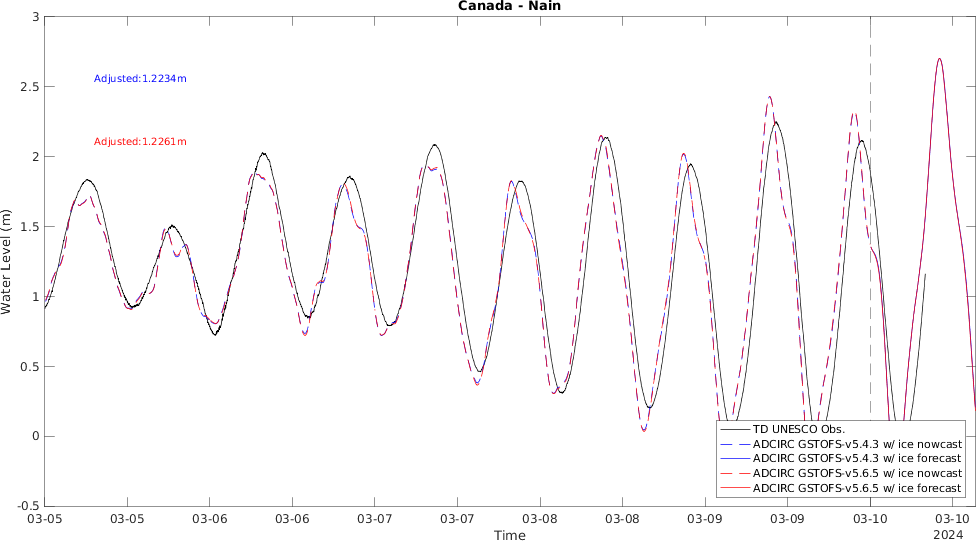 Canada - Nain
3
2.5
2
1.5
1
0.5
0
-0.5
Water Level (m)
Adjusted:1.2234m
Adjusted:1.2261m
TD UNESCO Obs.
ADCIRC GSTOFS-v5.4.3 w/ ice nowcast
ADCIRC GSTOFS-v5.4.3 w/ ice forecast
ADCIRC GSTOFS-v5.6.5 w/ ice nowcast
ADCIRC GSTOFS-v5.6.5 w/ ice forecast
03-05 03-05 03-06 03-06 03-07 03-07 03-08 03-08 03-09 03-09 03-10 03-10
2024
Time